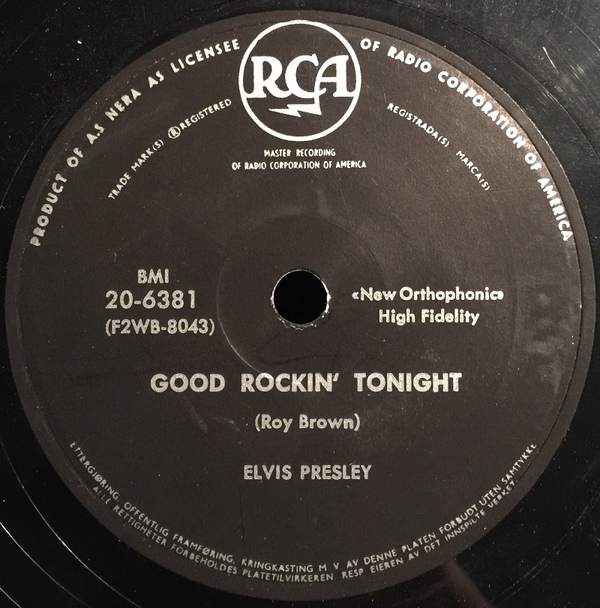 PRODUCT OF AS NERA AS LICENSEE
OF RADIO CORPORATION OF AMERICA
RCA
TRADE MARK(S) ®REGISTERED
REGISTRADA(S) MARCA(S)
MASTER RECORDING
OF RADIO CORPORATION OF AMERICA
BMI
20-6381
(F2WB-8043)
«New Orthophonic»
High Fidelity
GOOD ROCKIN' TONIGHT
(Roy Brown)
ELVIS PRESLEY
ETTERGJØRING, OFFENTLIG FRAMFØRING, KRINGKASTING M V AV DENNE PLATEN FORBUDT UTEN SAMTYKKE
ALLE RETTIGHETER FORBEHOLDES PLATETILVIRKEREN RESP EIEREN AV DET INNSPILTE VERKET